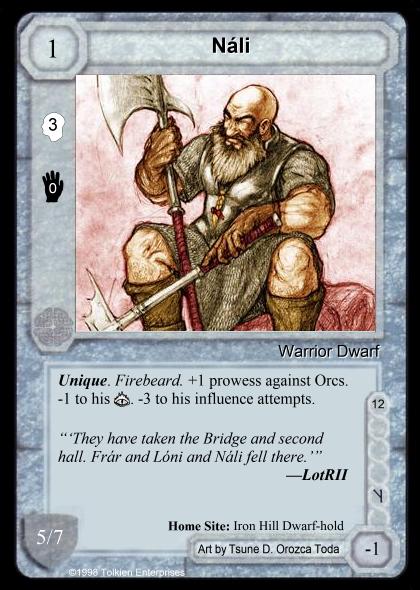 1
Náli
3
0
Warrior Dwarf
Unique. Firebeard. +1 prowess against Orcs.
-1 to his . -3 to his influence attempts.
12
“‘They have taken the Bridge and second
hall. Frár and Lóni and Náli fell there.’”
—LotRII
Home Site: Iron Hill Dwarf-hold
5/7
Art by Tsune D. Orozca Toda
-1
©1998 Tolkien Enterprises